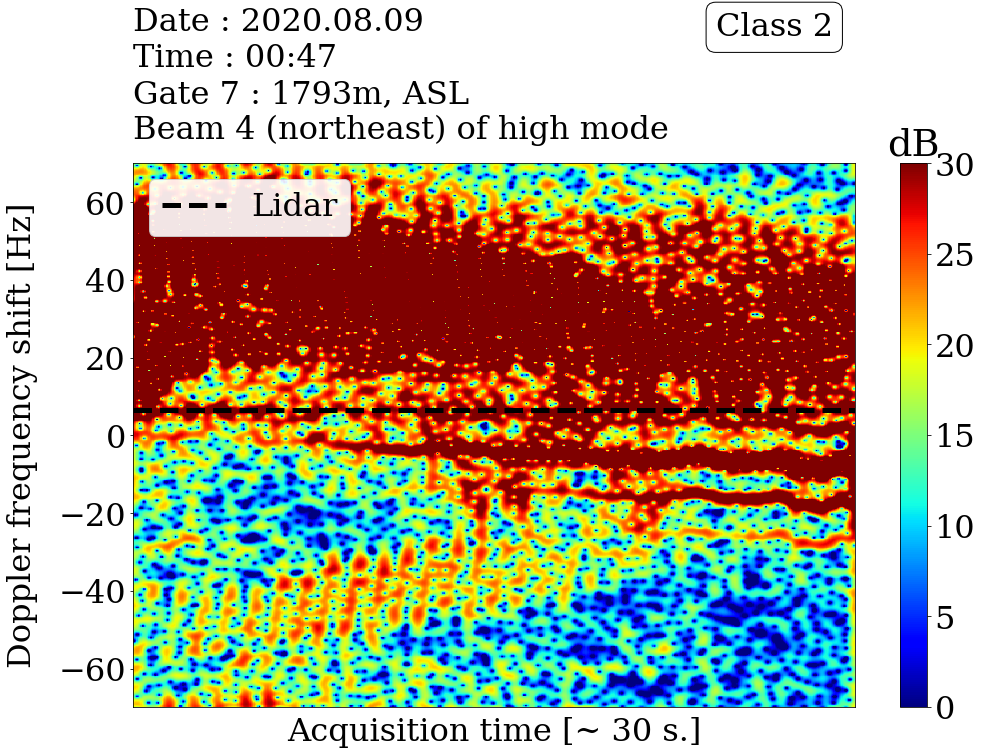 Date : 2020.08.09
Time : 00:47
Gate 7 : 1793m, ASL
Beam 4 (northeast) of high mode
Class 2
dB
Lidar
Doppler frequency shift [Hz]
60
40
20
0
−20
−40
−60
30
25
20
15
10
5
0
Acquisition time [~ 30 s.]